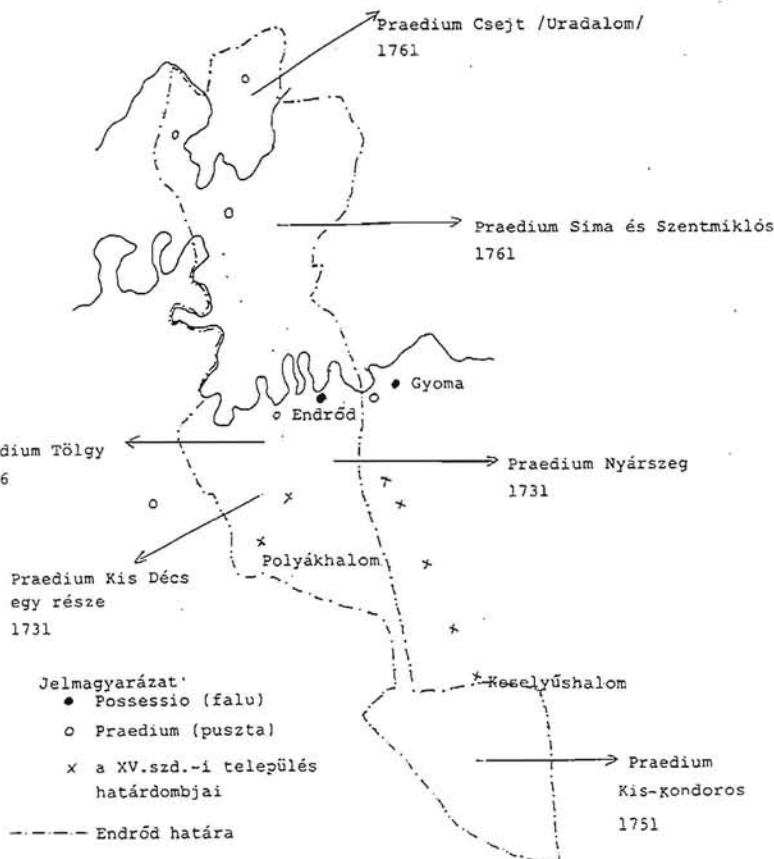 Praedium Csejt /Uradalom/
1761
Praedium Sima és Szentmiklós
1761
Gyoma
Endrőd
dium Tölgy
6
Praedium Nyárszeg
1731
Polyákhalom
Praedium Kis Décs
egy része
1731
Keselyűshalom
Jelmagyarázat
Possessio (falu)
Praedium (puszta)
x a XV.szd.-i település
határdombjai
Endrőd határa
Praedium
Kis-Kondoros
1751